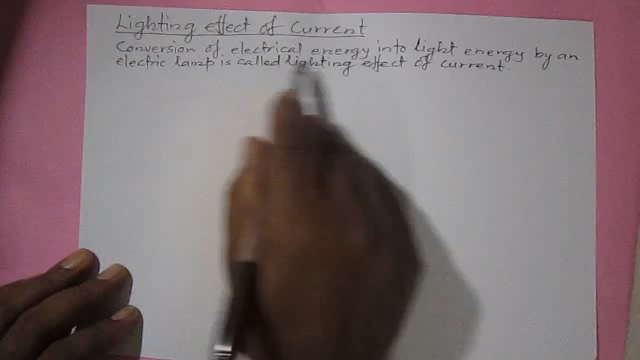 Lighting effect of Current
Conversion of electrical energy into light energy by an
electric lamp is called lighting effect of current.